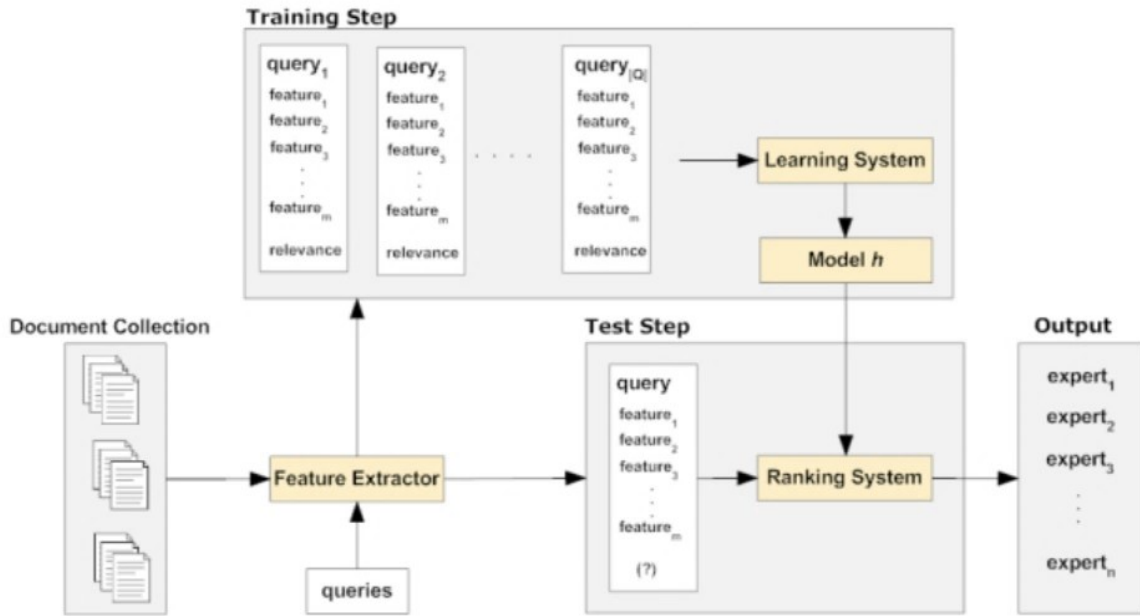 Training Step
query1
feature1
feature2
feature3
.
.
.
featurem
relevance
query2
feature1
feature2
feature3
.
.
.
featurem
relevance
. . . .
query|Q|
feature1
feature2
feature3
.
.
.
featurem
relevance
Learning System
Model h
Document Collection
Feature Extractor
queries
Test Step
query
feature1
feature2
feature3
.
.
.
featurem
(?)
Ranking System
Output
expert1
expert2
expert3
.
.
.
expertn